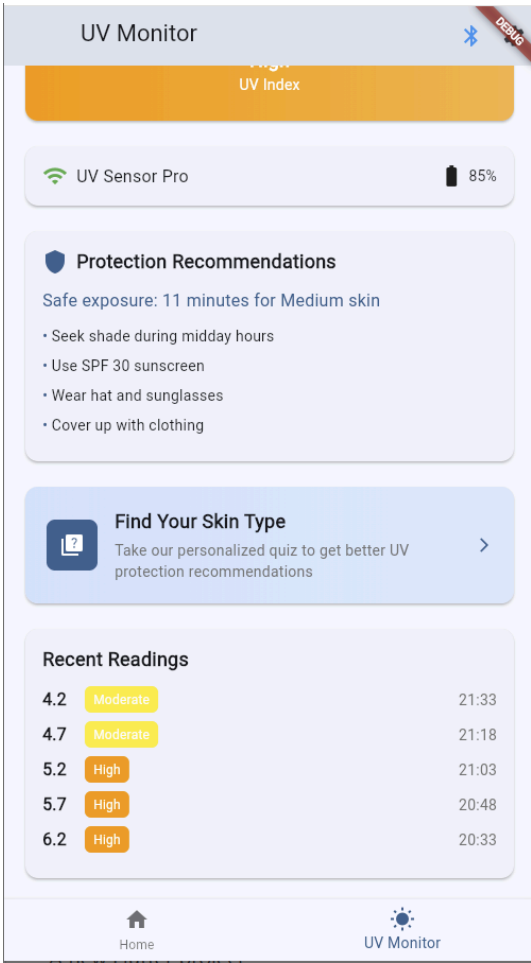 UV Monitor
DEBUG
High
UV Index
UV Sensor Pro
85%
Protection Recommendations
Safe exposure: 11 minutes for Medium skin
• Seek shade during midday hours
• Use SPF 30 sunscreen
• Wear hat and sunglasses
• Cover up with clothing
?
Find Your Skin Type
Take our personalized quiz to get better UV
protection recommendations
Recent Readings
4.2 Moderate 21:33
4.7 Moderate 21:18
5.2 High 21:03
5.7 High 20:48
6.2 High 20:33
Home
UV Monitor